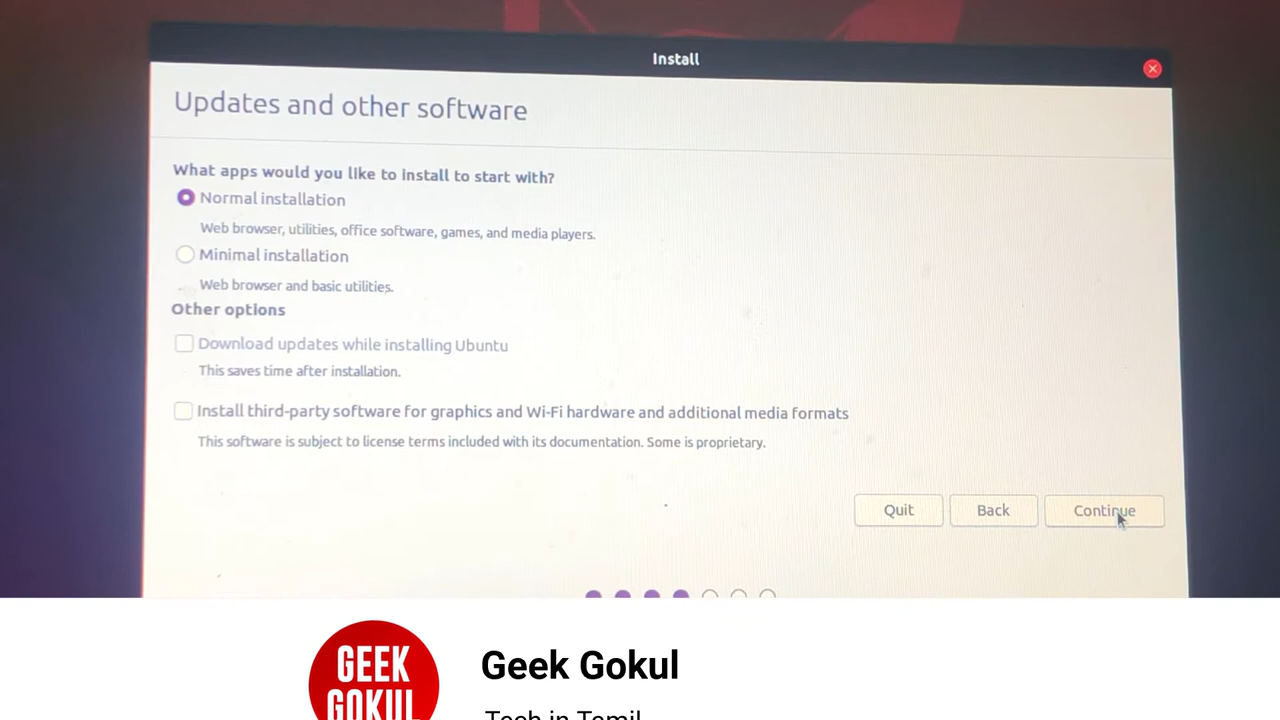 Install
Updates and other software
What apps would you like to install to start with?
Normal installation
Web browser, utilities, office software, games, and media players.
Minimal installation
Web browser and basic utilities.
Other options
Download updates while installing Ubuntu
This saves time after installation.
Install third-party software for graphics and Wi-Fi hardware and additional media formats
This software is subject to license terms included with its documentation. Some is proprietary.
Quit Back Continue
GEEK
GOKUL
Geek Gokul
Tech in Tamil